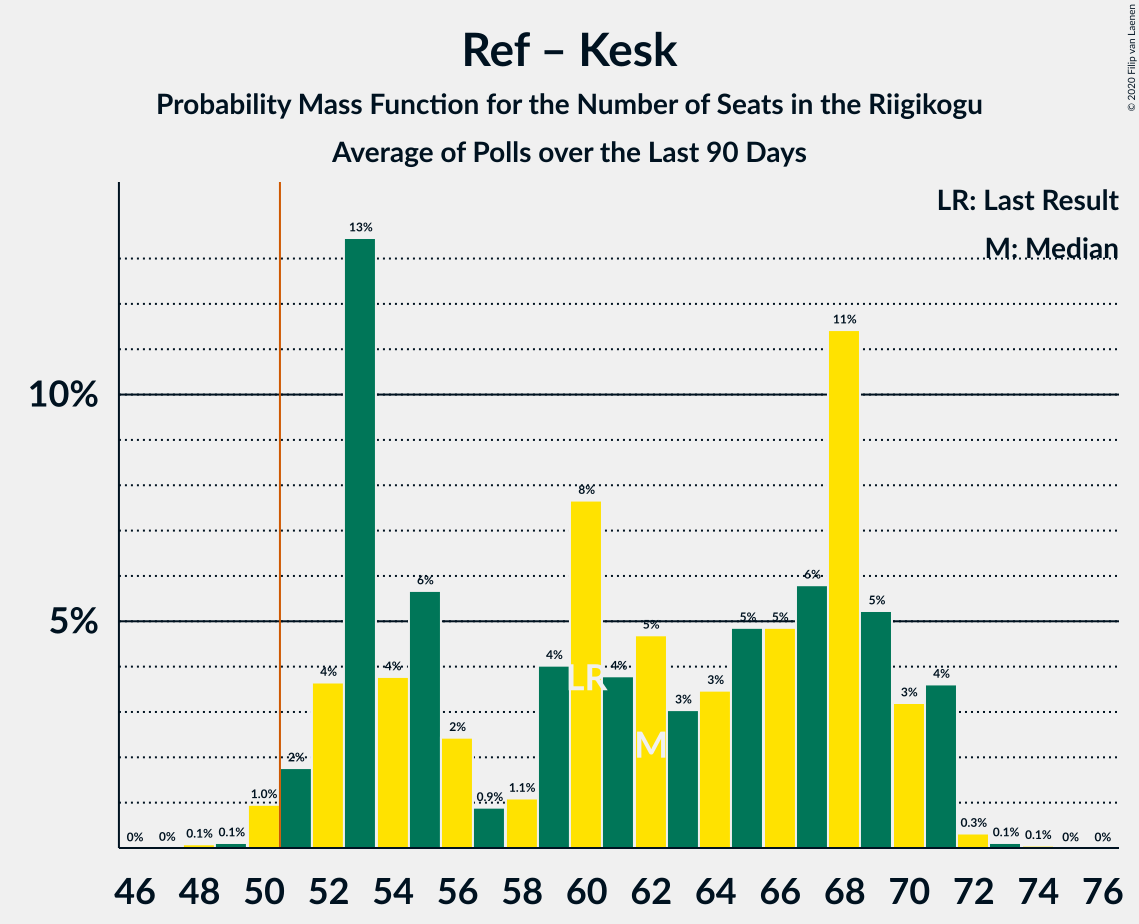 Ref – Kesk
Probability Mass Function for the Number of Seats in the Riigikogu
Average of Polls over the Last 90 Days
© 2020 Filip van Laenen
LR: Last Result
M: Median
10%
5%
0% 0% 0.1% 0.1% 1.0% 2% 4% 13% 4% 6% 2% 0.9% 1.1% 4% 8% 4% 5% 3% 3% 5% 5% 6% 11% 5% 3% 4% 0.3% 0.1% 0.1% 0% 0%
LR
M
46 48 50 52 54 56 58 60 62 64 66 68 70 72 74 76